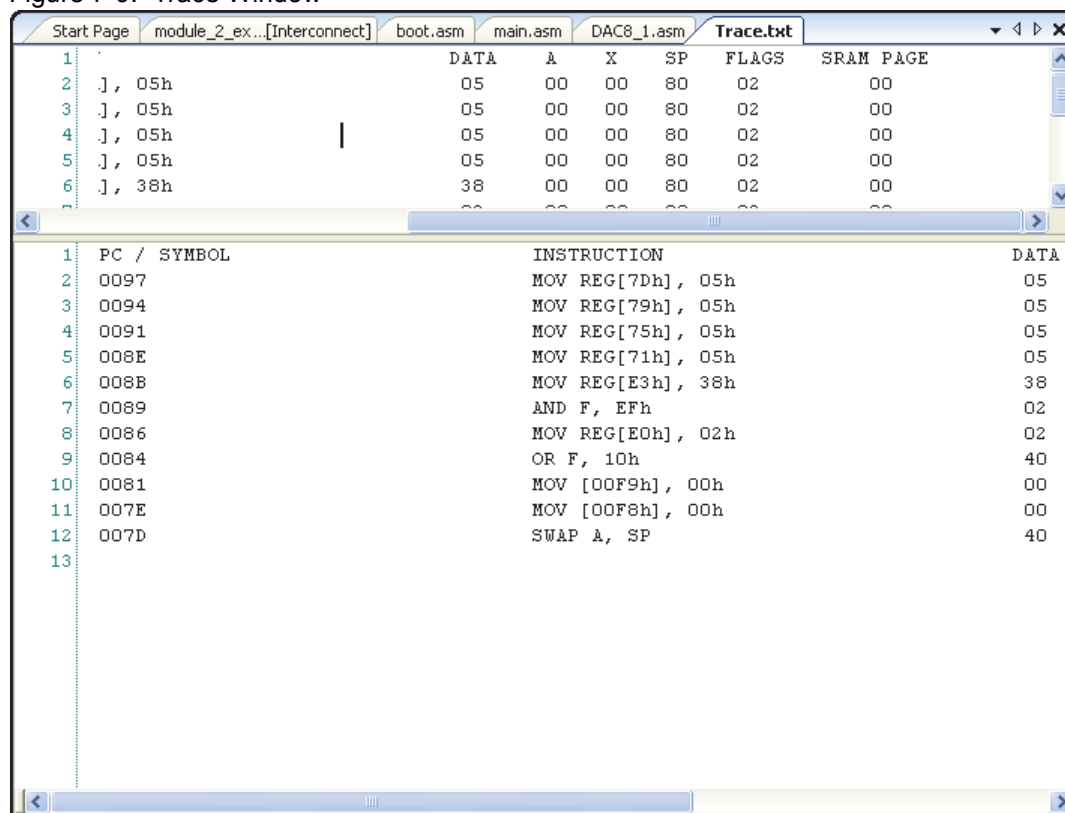 Start Page module_2_ex...[Interconnect] boot.asm main.asm DAC8_1.asm Trace.txt
1 DATA A X SP FLAGS SRAM PAGE
2 .], 05h 05 00 00 80 02 00
3 .], 05h 05 00 00 80 02 00
4 .], 05h 05 00 00 80 02 00
5 .], 05h 05 00 00 80 02 00
6 .], 38h 38 00 00 80 02 00
1 PC / SYMBOL INSTRUCTION DATA
2 0097 MOV REG[7Dh], 05h 05
3 0094 MOV REG[79h], 05h 05
4 0091 MOV REG[75h], 05h 05
5 008E MOV REG[71h], 05h 05
6 008B MOV REG[E3h], 38h 38
7 0089 AND F, EFh 02
8 0086 MOV REG[E0h], 02h 02
9 0084 OR F, 10h 40
10 0081 MOV [00F9h], 00h 00
11 007E MOV [00F8h], 00h 00
12 007D SWAP A, SP 40
13